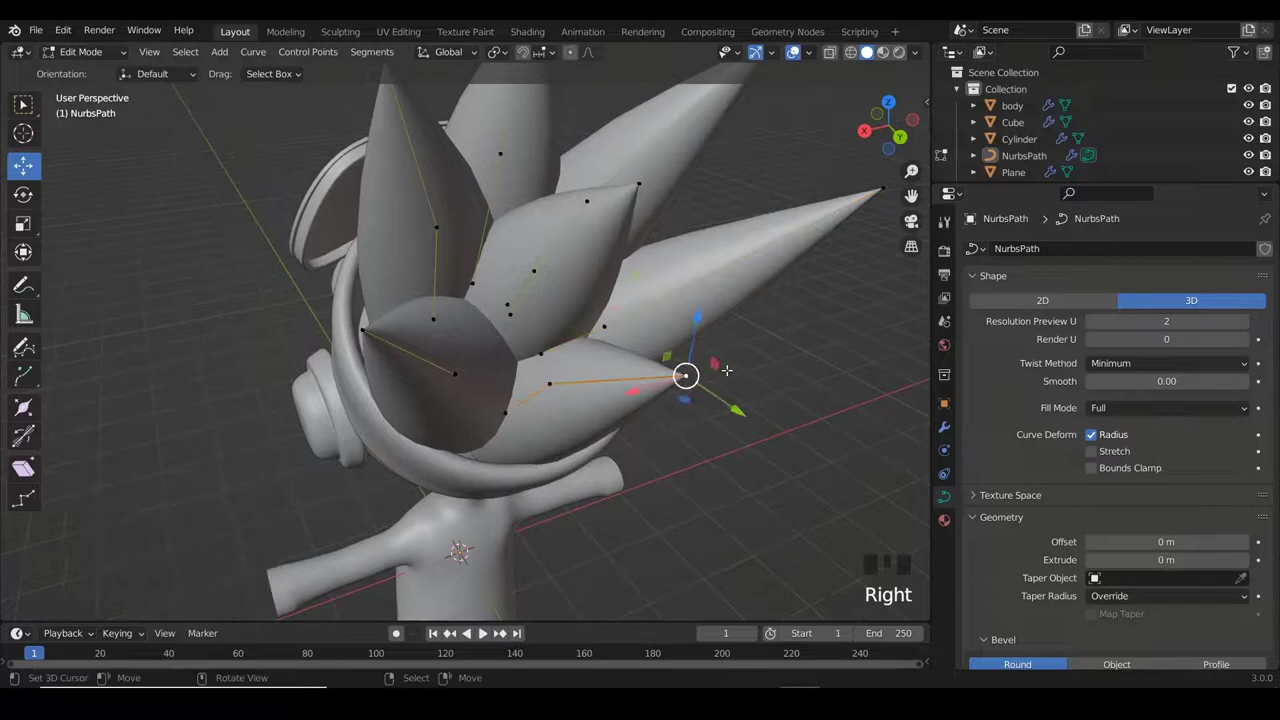 File Edit Render Window Help Layout Modeling Sculpting UV Editing Texture Paint Shading Animation Rendering Compositing Geometry Nodes Scripting + Scene ViewLayer
Edit Mode View Select Add Curve Control Points Segments Global
Orientation: Default Drag: Select Box
User Perspective
(1) NurbsPath
Z
X
Y
Scene Collection
Collection
body
Cube
Cylinder
NurbsPath
Plane
NurbsPath > NurbsPath
NurbsPath
Shape
2D 3D
Resolution Preview U 2
Render U 0
Twist Method Minimum
Smooth 0.00
Fill Mode Full
Curve Deform Radius
Stretch
Bounds Clamp
Texture Space
Geometry
Offset 0 m
Extrude 0 m
Taper Object
Taper Radius Override
Map Taper
Bevel
Round Object Profile
Right
Playback Keying View Marker 1 Start 1 End 250
1 20 40 60 80 100 120 140 160 180 200 220 240
Set 3D Cursor Move Rotate View Select Move 3.0.0